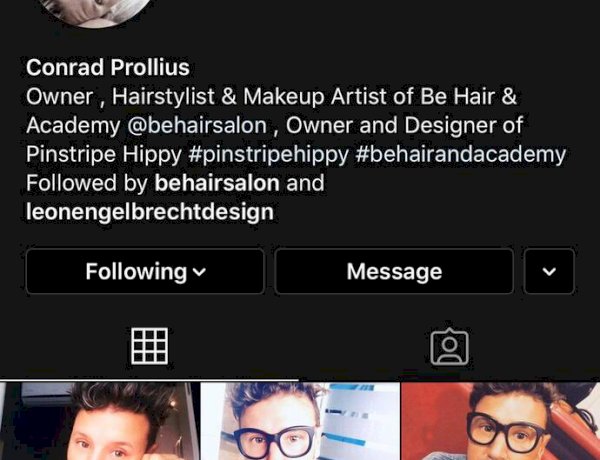 Conrad Prollius
Owner , Hairstylist & Makeup Artist of Be Hair &
Academy @behairsalon , Owner and Designer of
Pinstripe Hippy #pinstripehippy #behairandacademy
Followed by behairsalon and
leonengelbrechtdesign
Following
Message